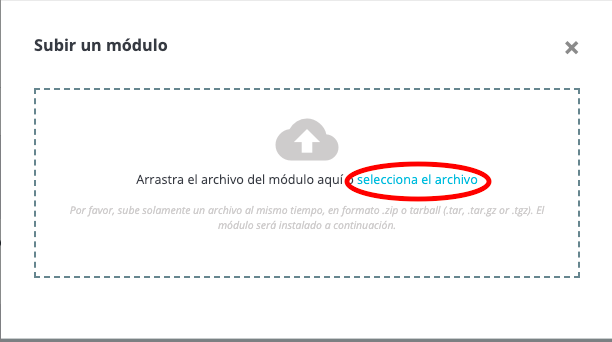 Subir un módulo
Arrastra el archivo del módulo aquí o selecciona el archivo
Por favor, sube solamente un archivo al mismo tiempo, en formato .zip o tarball (.tar, .tar.gz or .tgz). El
módulo será instalado a continuación.